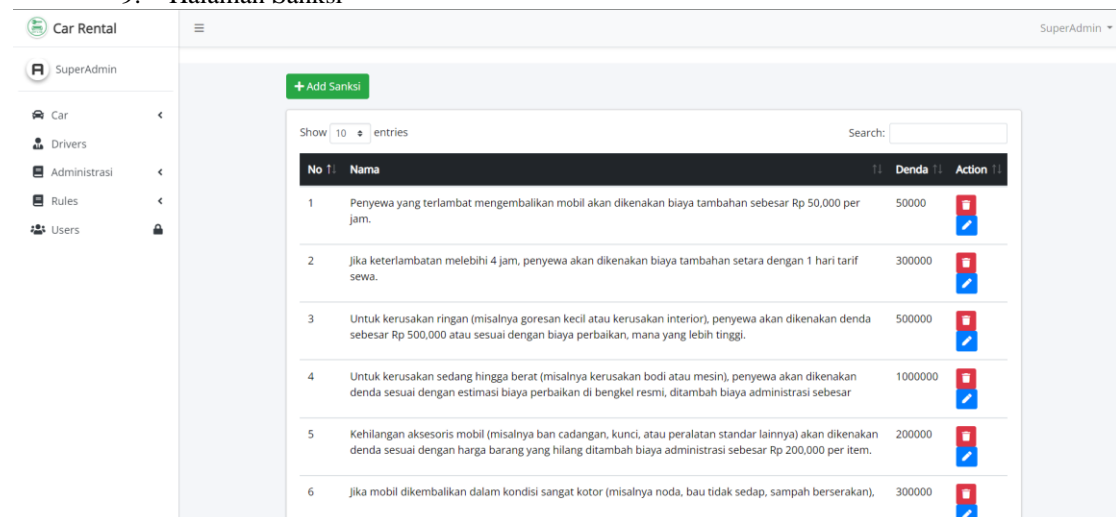 9. Halaman Sanksi
Car Rental
SuperAdmin
SuperAdmin
Car
Drivers
Administrasi
Rules
Users
+ Add Sanksi
Show 10 entries
Search:
No Nama Denda Action
1 Penyewa yang terlambat mengembalikan mobil akan dikenakan biaya tambahan sebesar Rp 50,000 per 50000
jam.
2 Jika keterlambatan melebihi 4 jam, penyewa akan dikenakan biaya tambahan setara dengan 1 hari tarif 300000
sewa.
3 Untuk kerusakan ringan (misalnya goresan kecil atau kerusakan interior), penyewa akan dikenakan denda 500000
sebesar Rp 500,000 atau sesuai dengan biaya perbaikan, mana yang lebih tinggi.
4 Untuk kerusakan sedang hingga berat (misalnya kerusakan bodi atau mesin), penyewa akan dikenakan 1000000
denda sesuai dengan estimasi biaya perbaikan di bengkel resmi, ditambah biaya administrasi sebesar
5 Kehilangan aksesoris mobil (misalnya ban cadangan, kunci, atau peralatan standar lainnya) akan dikenakan 200000
denda sesuai dengan harga barang yang hilang ditambah biaya administrasi sebesar Rp 200,000 per item.
6 Jika mobil dikembalikan dalam kondisi sangat kotor (misalnya noda, bau tidak sedap, sampah berserakan), 300000